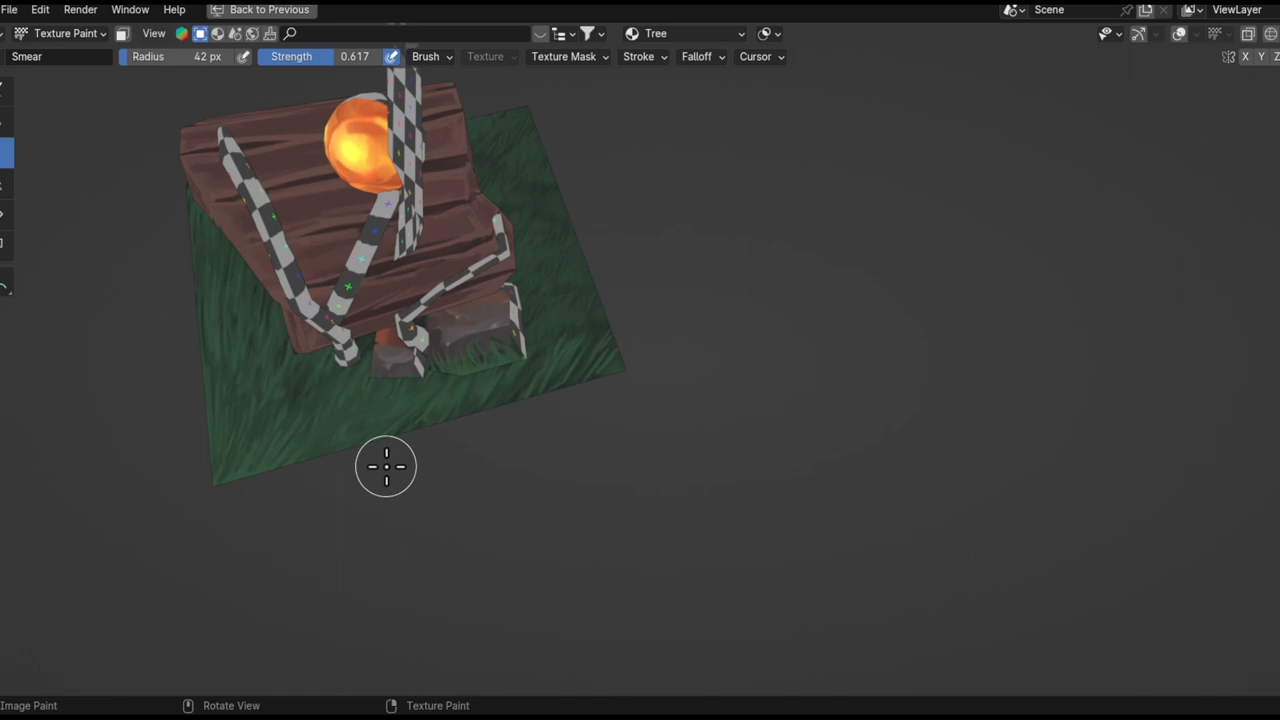 File Edit Render Window Help Back to Previous Scene ViewLayer
Texture Paint View Tree
Smear Radius 42 px Strength 0.617 Brush Texture Texture Mask Stroke Falloff Cursor X Y Z
Image Paint Rotate View Texture Paint